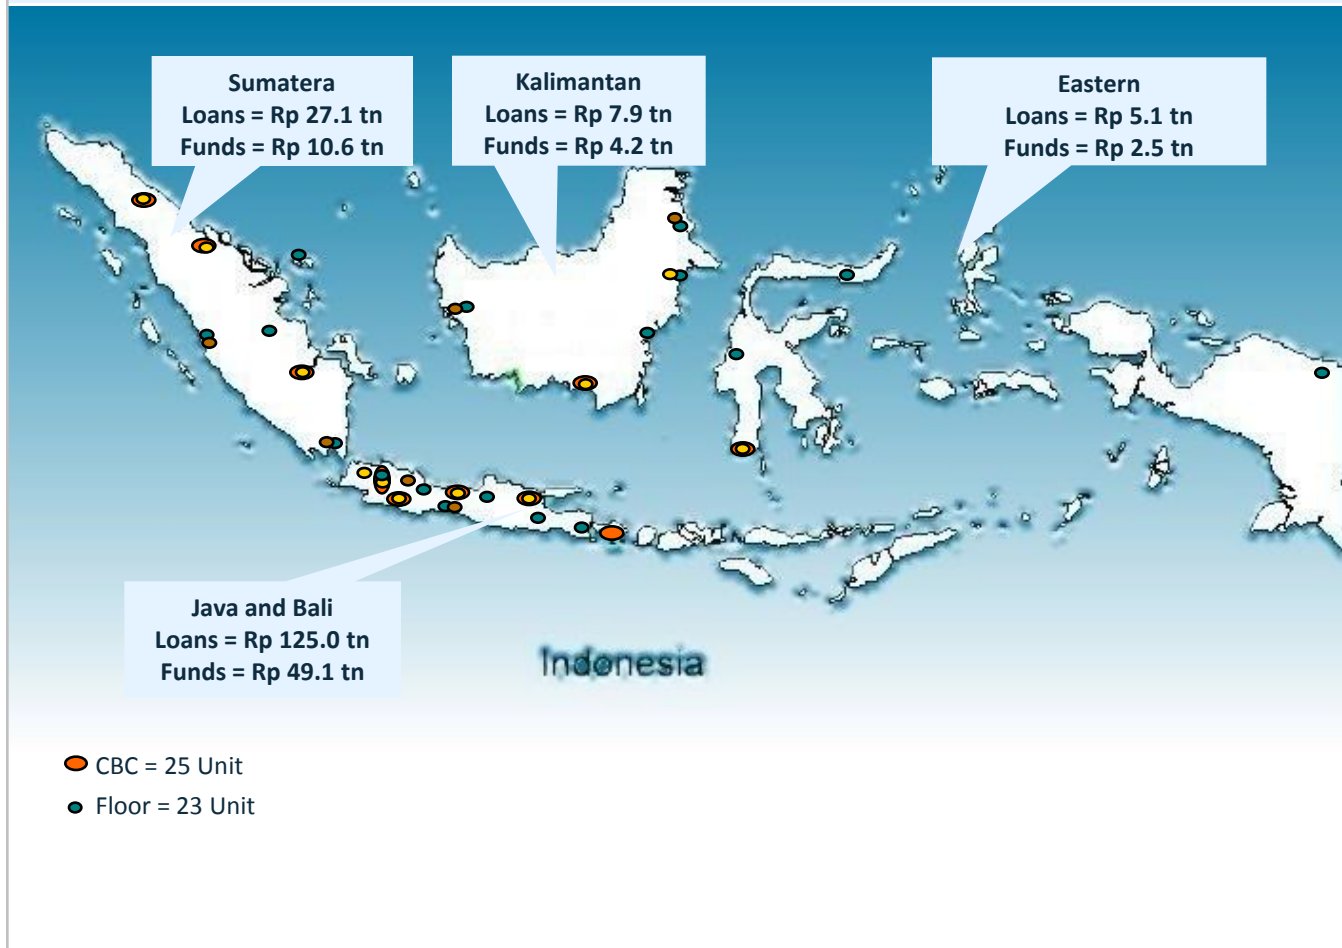 Sumatera
Loans = Rp 27.1 tn
Funds = Rp 10.6 tn
Kalimantan
Loans = Rp 7.9 tn
Funds = Rp 4.2 tn
Eastern
Loans = Rp 5.1 tn
Funds = Rp 2.5 tn
Java and Bali
Loans = Rp 125.0 tn
Funds = Rp 49.1 tn
Indonesia
CBC = 25 Unit
Floor = 23 Unit